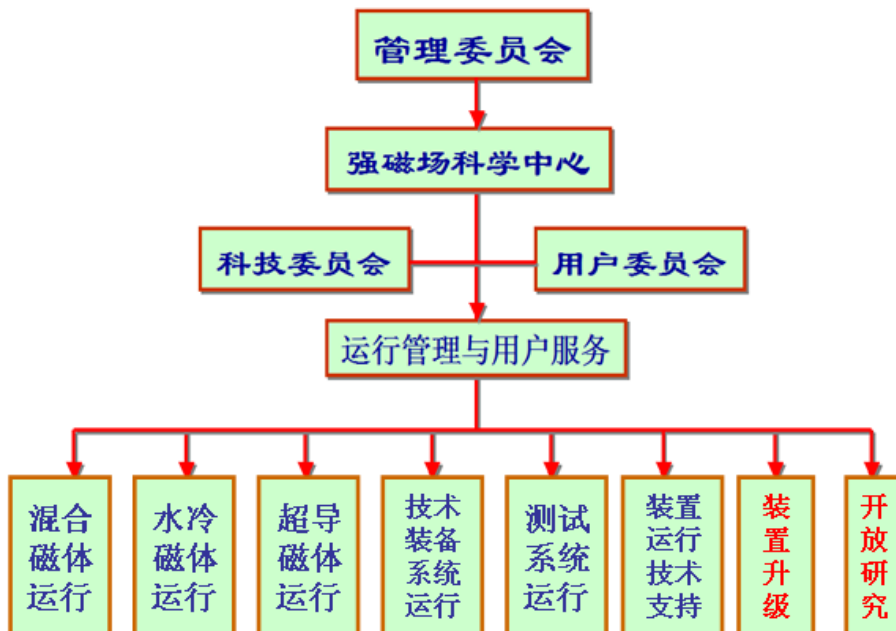 管理委员会
强磁场科学中心
科技委员会
用户委员会
运行管理与用户服务
混合
磁体
运行
水冷
磁体
运行
超导
磁体
运行
技术
装备
系统
运行
测试
系统
运行
装置
运行
技术
支持
装
置
升
级
开
放
研
究